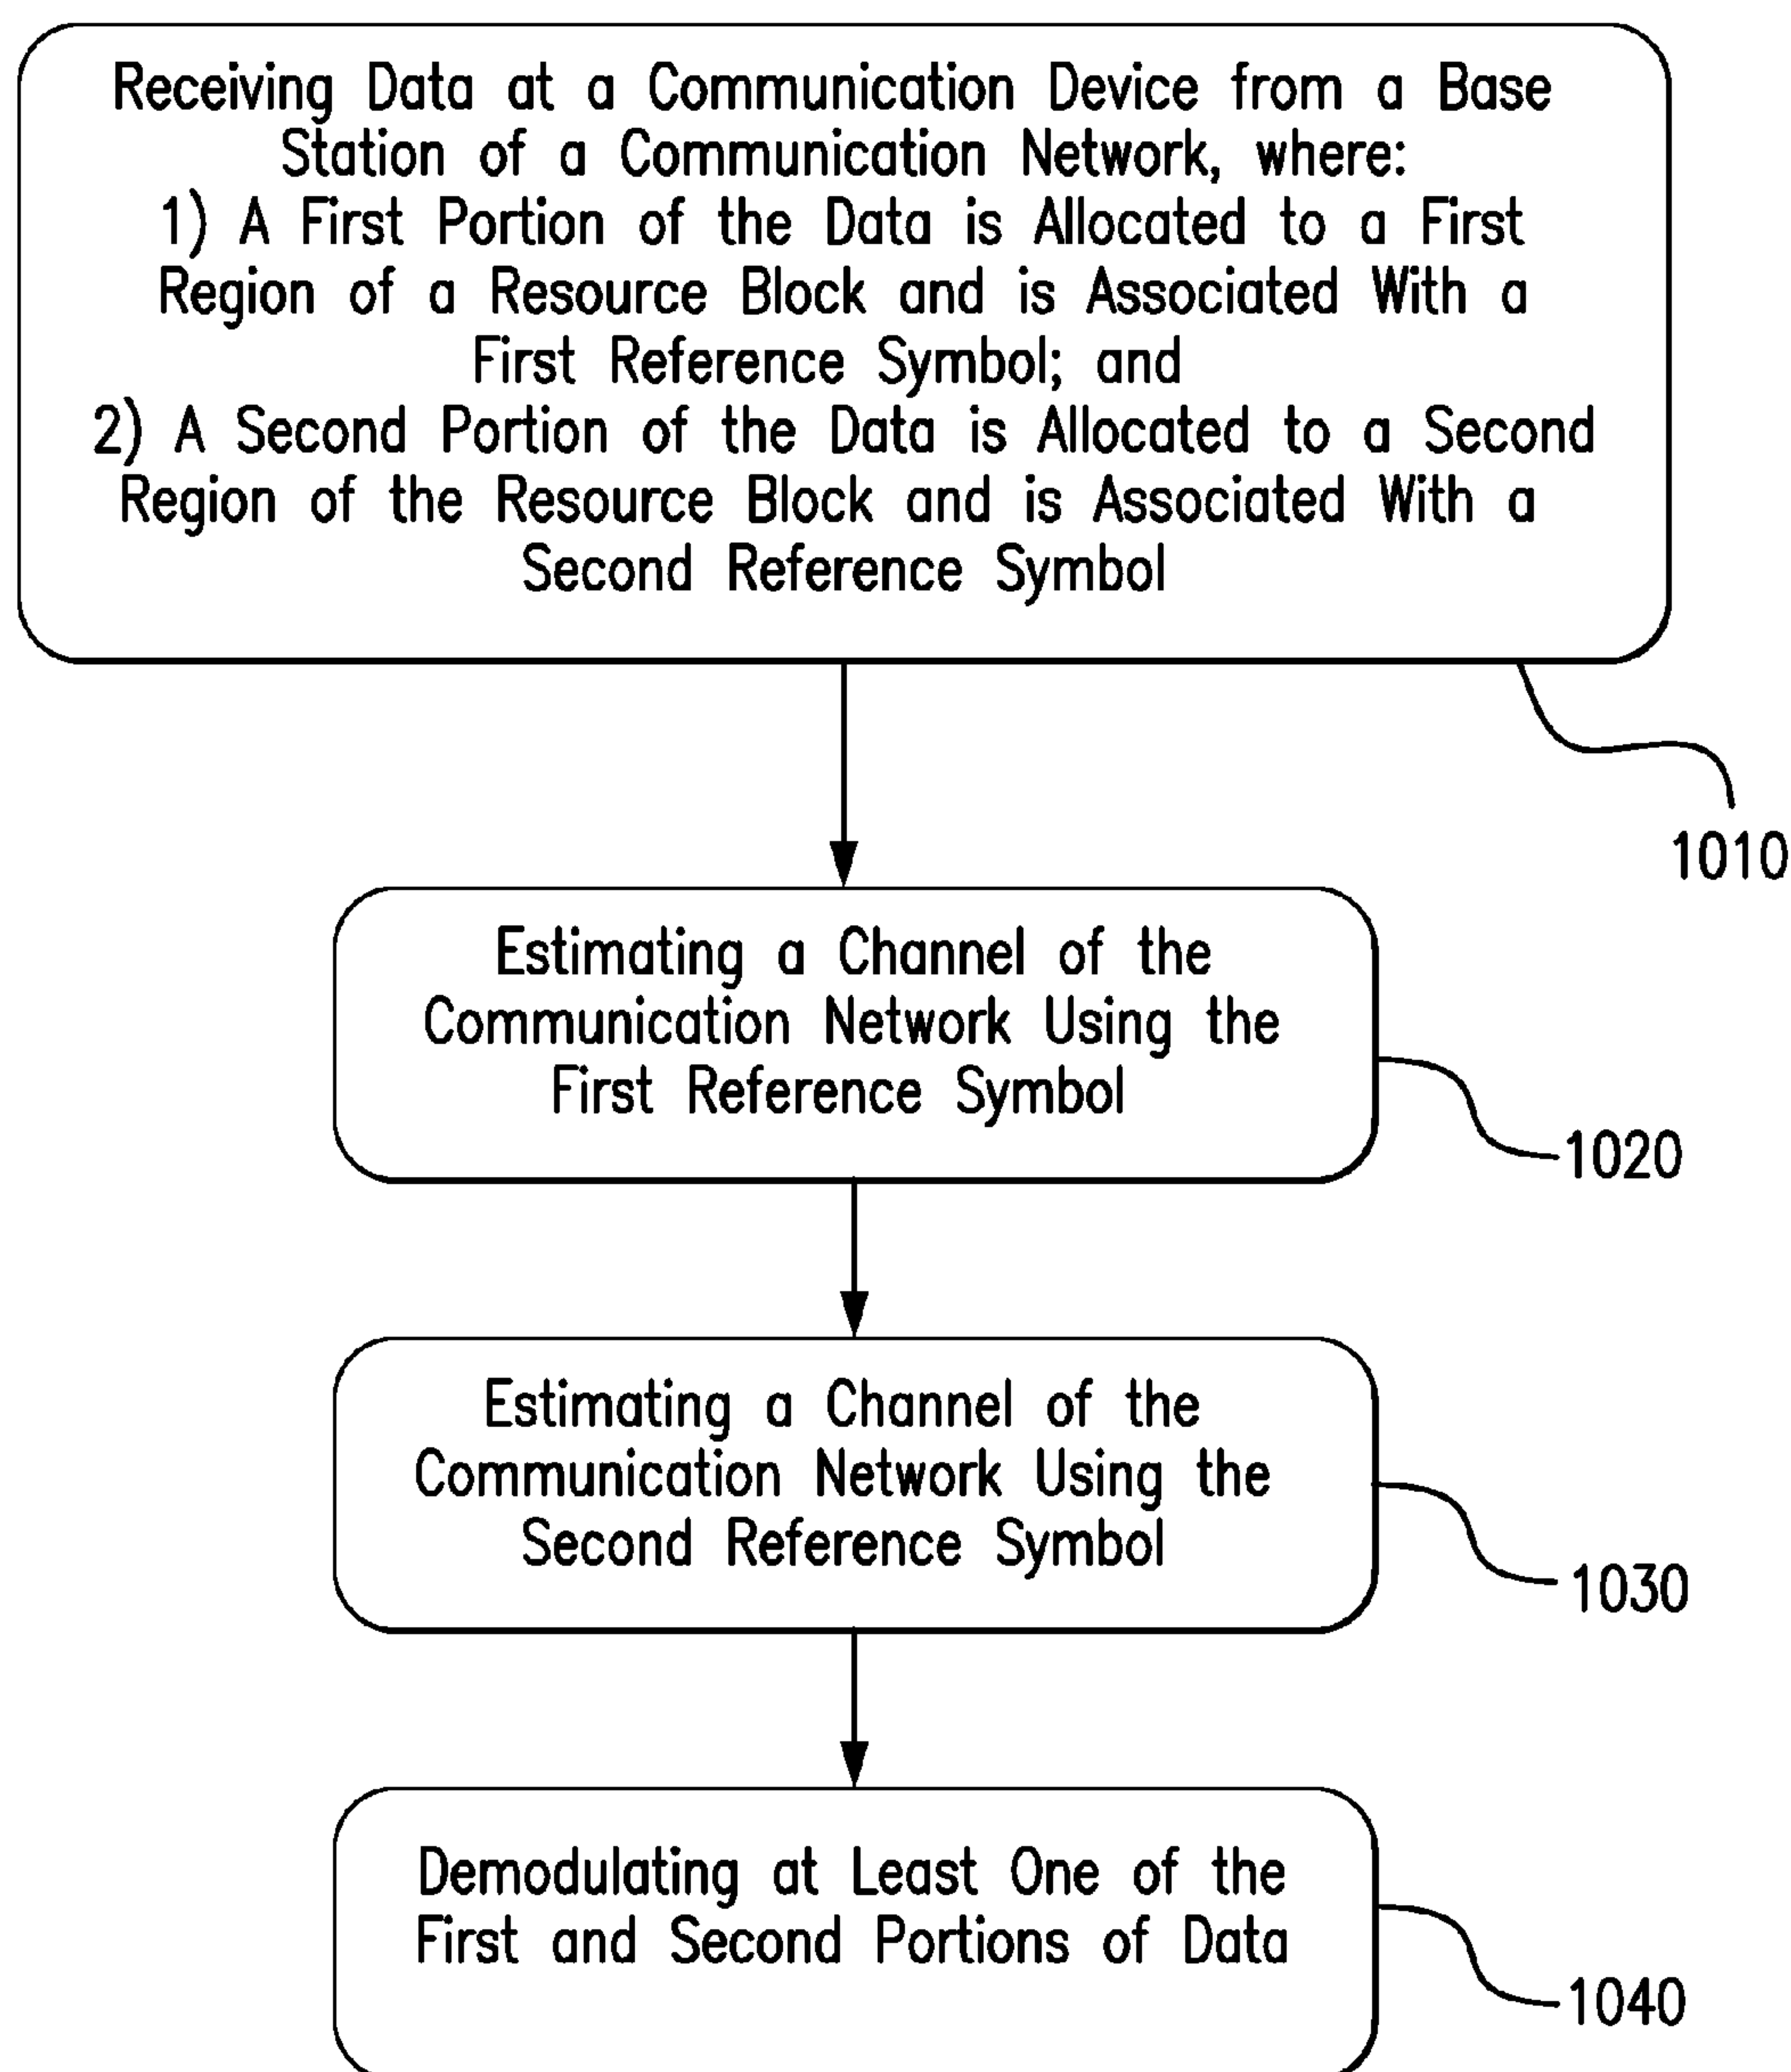 Receiving Data at a Communication Device from a Base
Station of a Communication Network, where:
1) A First Portion of the Data is Allocated to a First
Region of a Resource Block and is Associated With a
First Reference Symbol; and
2) A Second Portion of the Data is Allocated to a Second
Region of the Resource Block and is Associated With a
Second Reference Symbol
1010
Estimating a Channel of the
Communication Network Using the
First Reference Symbol
1020
Estimating a Channel of the
Communication Network Using the
Second Reference Symbol
1030
Demodulating at Least One of the
First and Second Portions of Data
1040